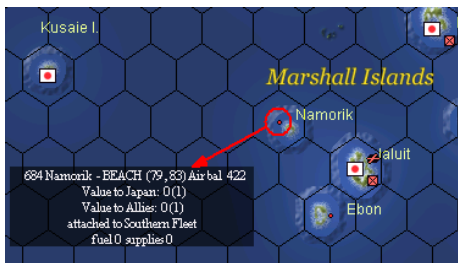 Kusaie I.
Marshall Islands
Namorik
Jaluit
684 Namorik - BEACH (79, 83) Air bal 422
Value to Japan: 0 (1)
Value to Allies: 0 (1)
attached to Southern Fleet
fuel 0 supplies 0
Ebon